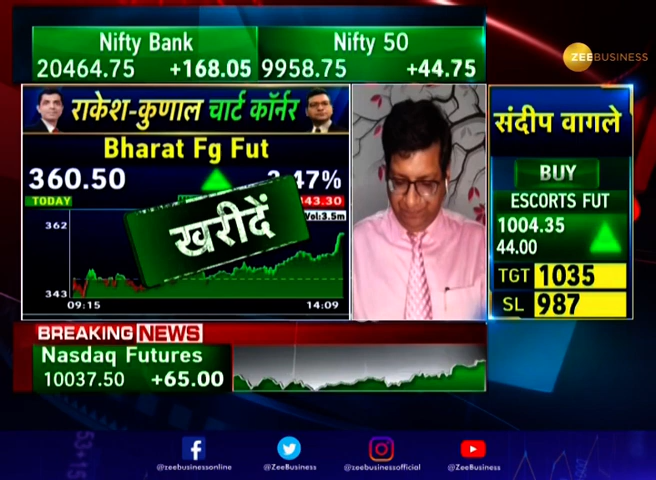 Nifty Bank
20464.75 +168.05
Nifty 50
9958.75 +44.75
ZEEBUSINESS
राकेश-कुणाल चार्ट कॉर्नर
Bharat Fg Fut
360.50
.47%
TODAY
343.30
Vol:3.5m
खरीदें
362
343
09:15
14:09
संदीप वागले
BUY
ESCORTS FUT
1004.35
44.00
TGT 1035
SL 987
BREAKING NEWS
Nasdaq Futures
10037.50 +65.00
@zeebusinessonline
@ZeeBusiness
@zeebusinessofficial
@ZeeBusiness